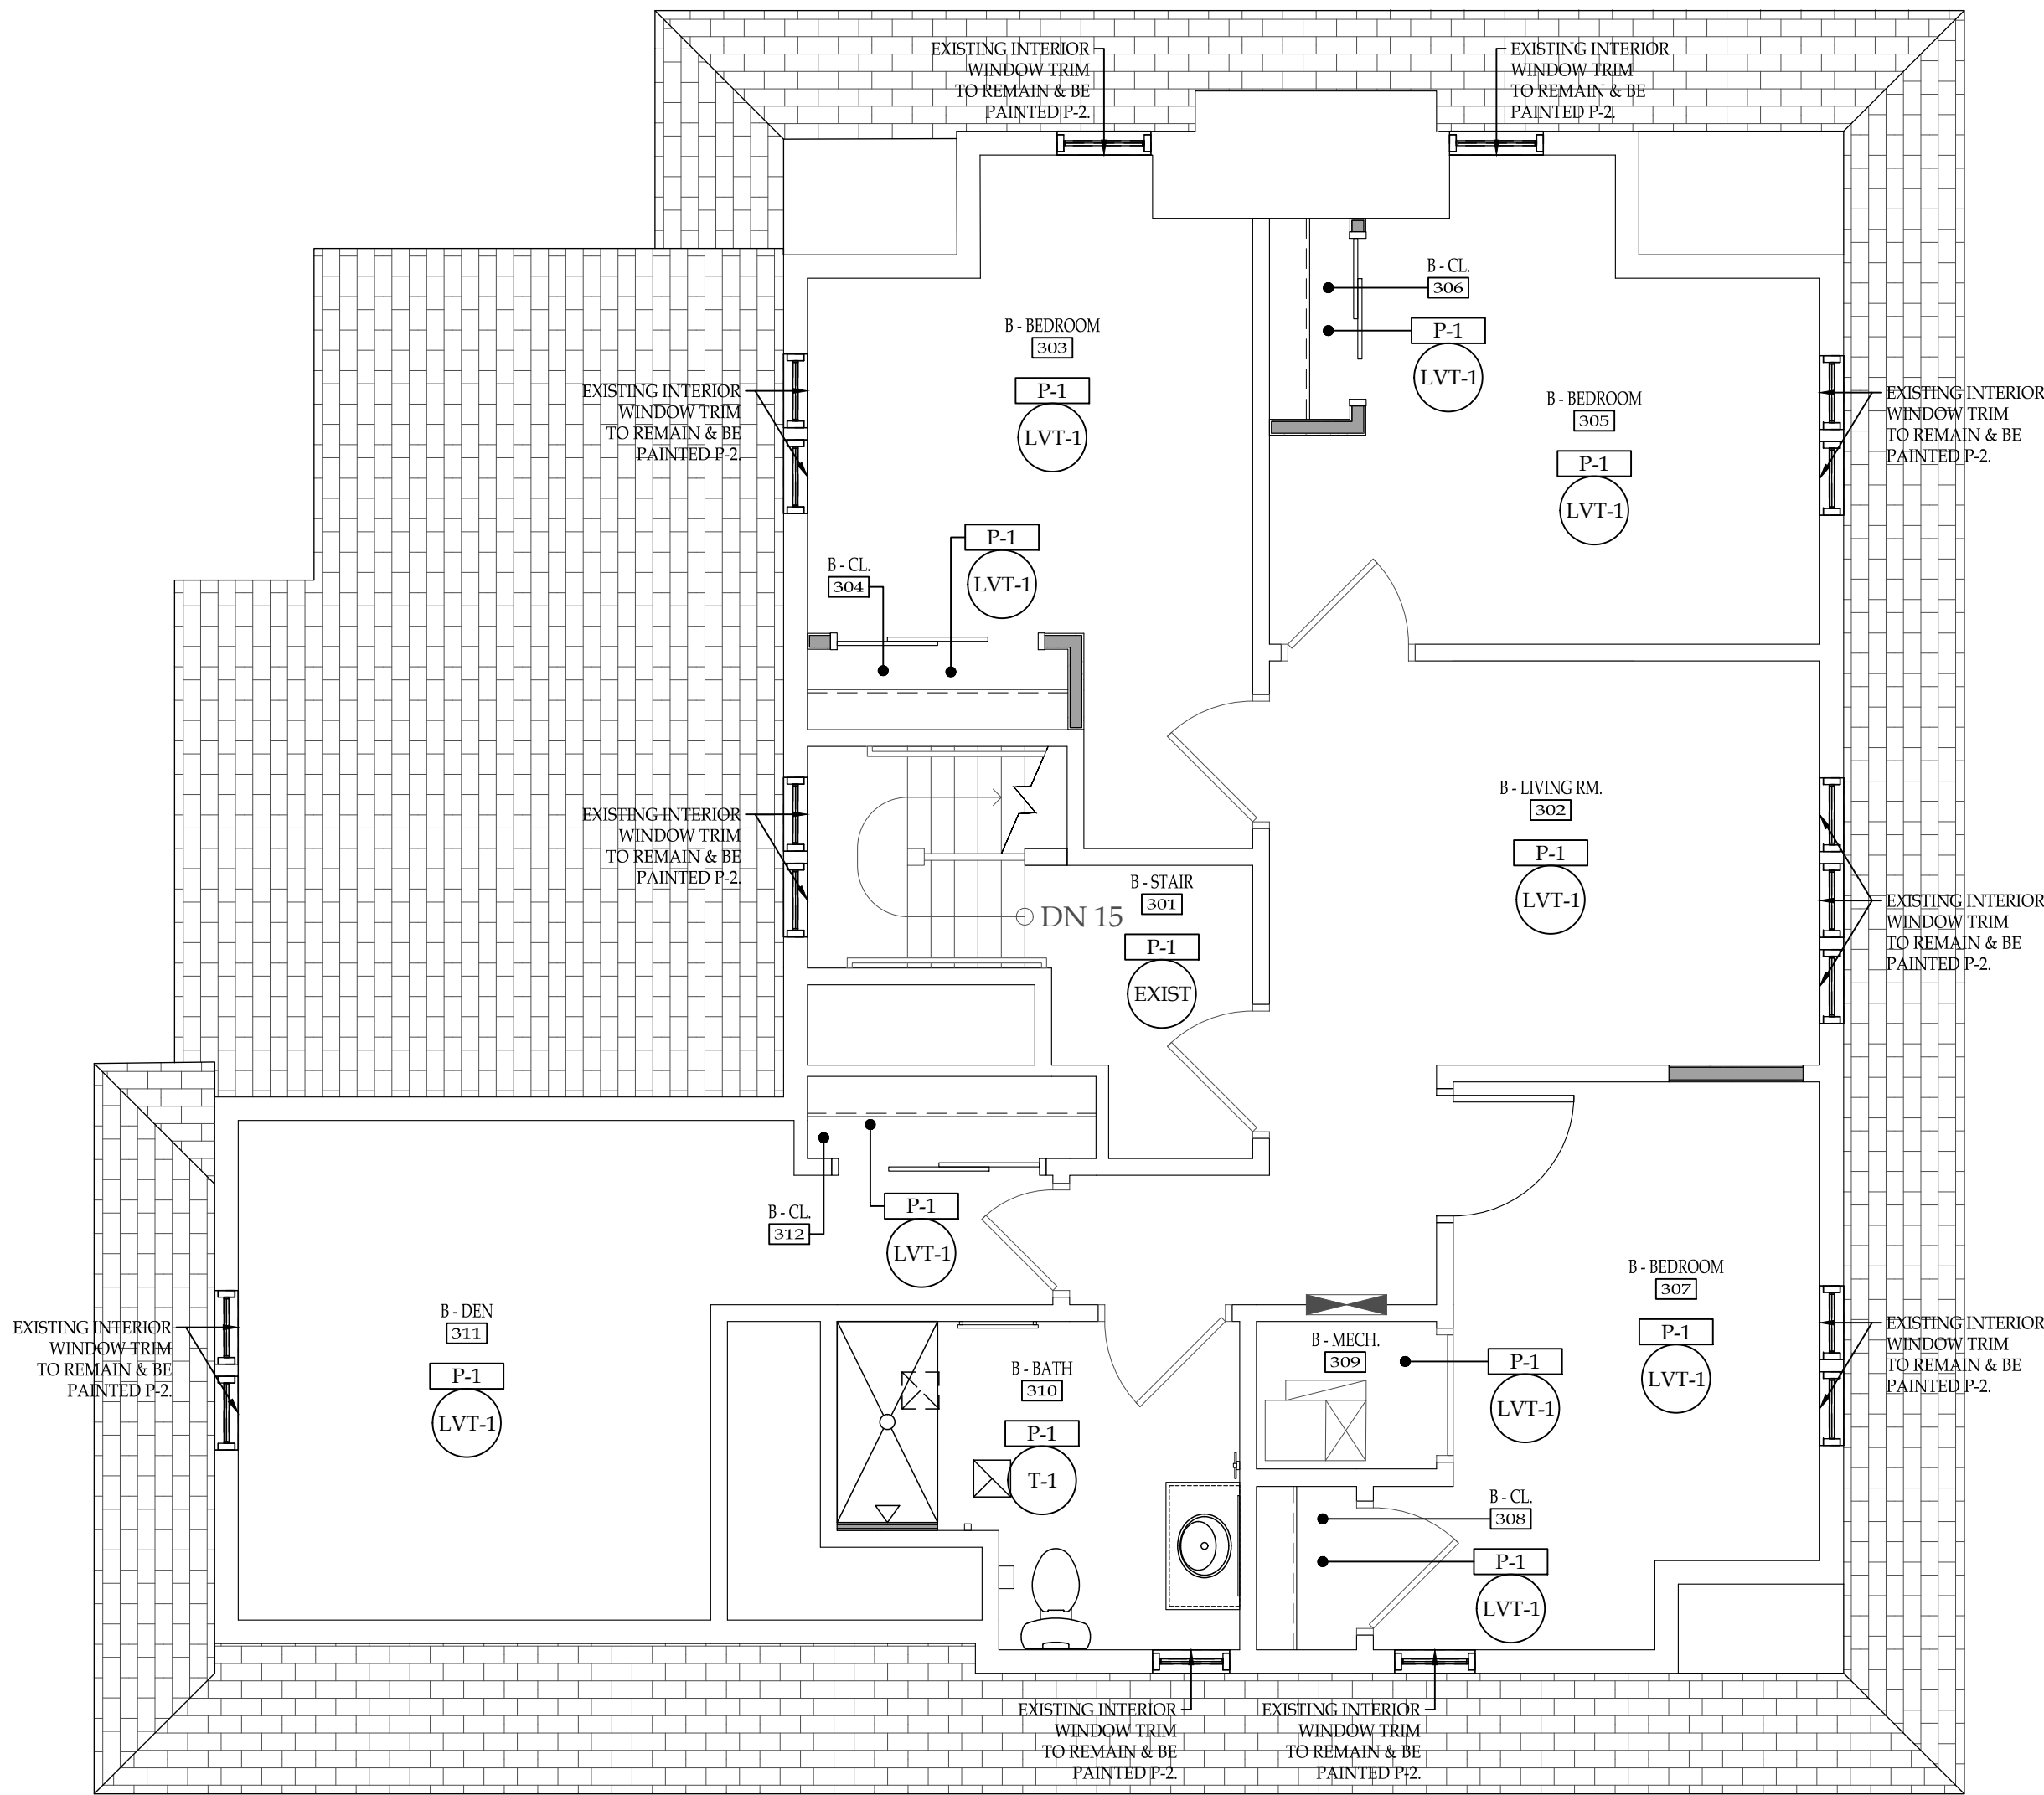 EXISTING INTERIOR
WINDOW TRIM
TO REMAIN & BE
PAINTED P-2.
EXISTING INTERIOR
WINDOW TRIM
TO REMAIN & BE
PAINTED P-2.
B - CL.
306
P-1
LVT-1
B - BEDROOM
303
P-1
LVT-1
EXISTING INTERIOR
WINDOW TRIM
TO REMAIN & BE
PAINTED P-2.
B - BEDROOM
305
P-1
LVT-1
EXISTING INTERIOR
WINDOW TRIM
TO REMAIN & BE
PAINTED P-2.
P-1
LVT-1
B - CL.
304
B - LIVING RM.
302
P-1
LVT-1
EXISTING INTERIOR
WINDOW TRIM
TO REMAIN & BE
PAINTED P-2.
B - STAIR
301
DN 15
P-1
EXIST
EXISTING INTERIOR
WINDOW TRIM
TO REMAIN & BE
PAINTED P-2.
B - CL.
312
P-1
LVT-1
B - BEDROOM
307
P-1
LVT-1
EXISTING INTERIOR
WINDOW TRIM
TO REMAIN & BE
PAINTED P-2.
EXISTING INTERIOR
WINDOW TRIM
TO REMAIN & BE
PAINTED P-2.
B - DEN
311
P-1
LVT-1
B - BATH
310
P-1
T-1
B - MECH.
309
P-1
LVT-1
B - CL.
308
P-1
LVT-1
EXISTING INTERIOR
WINDOW TRIM
TO REMAIN & BE
PAINTED P-2.
EXISTING INTERIOR
WINDOW TRIM
TO REMAIN & BE
PAINTED P-2.